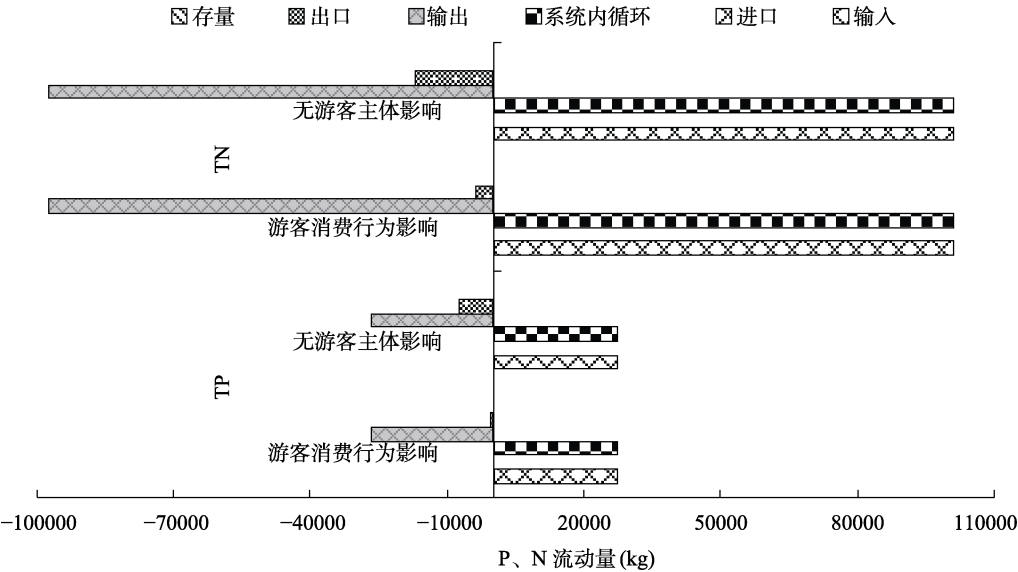 存量 出口 输出 系统内循环 进口 输入
无游客主体影响
TN
游客消费行为影响
无游客主体影响
TP
游客消费行为影响
−100000 −70000 −40000 −10000 20000 50000 80000 110000
P、N 流动量(kg)